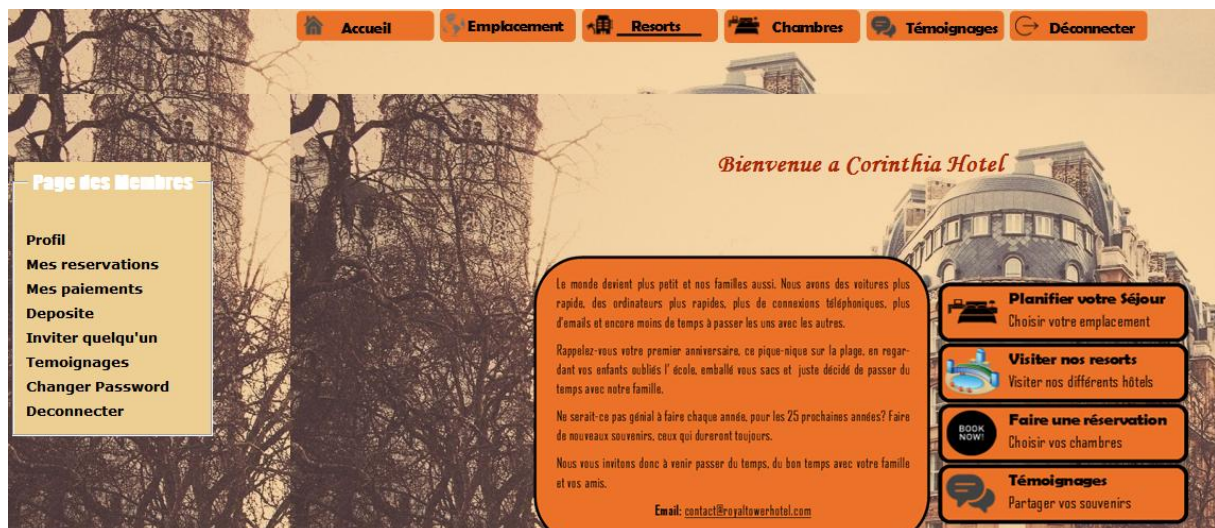 Accueil
Emplacement
Resorts
Chambres
Témoignages
Déconnecter
Bienvenue a Corinthia Hotel
Page des Membres
Profil
Mes reservations
Mes paiements
Deposite
Inviter quelqu'un
Temoignages
Changer Password
Deconnecter
Le monde devient plus petit et nos familles aussi. Nous avons des voitures plus
rapide, des ordinateurs plus rapides, plus de connexions téléphoniques, plus
d'emails et encore moins de temps à passer les uns avec les autres.
Rappelez-vous votre premier anniversaire, ce pique-nique sur la plage, en regar-
dant vos enfants oubliés l' école, emballé vous sacs et juste décidé de passer du
temps avec notre famille.
Ne serait-ce pas génial à faire chaque année, pour les 25 prochaines années? Faire
de nouveaux souvenirs, ceux qui dureront toujours.
Nous vous invitons donc à venir passer du temps, du bon temps avec votre famille
et vos amis.
Email: contact@royaltowerhotel.com
Planifier votre Séjour
Choisir votre emplacement
Visiter nos resorts
Visiter nos différents hôtels
BOOK
NOW!
Faire une réservation
Choisir vos chambres
Témoignages
Partager vos souvenirs